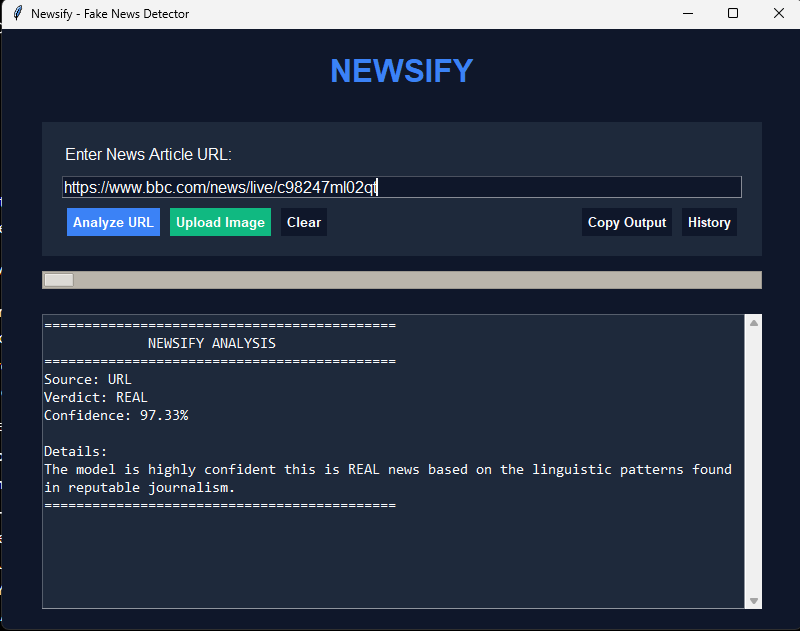 Newsify - Fake News Detector
NEWSIFY
Enter News Article URL:
https://www.bbc.com/news/live/c98247ml02qt
Analyze URL Upload Image Clear Copy Output History
============================================
NEWSIFY ANALYSIS
============================================
Source: URL
Verdict: REAL
Confidence: 97.33%
Details:
The model is highly confident this is REAL news based on the linguistic patterns found
in reputable journalism.
============================================